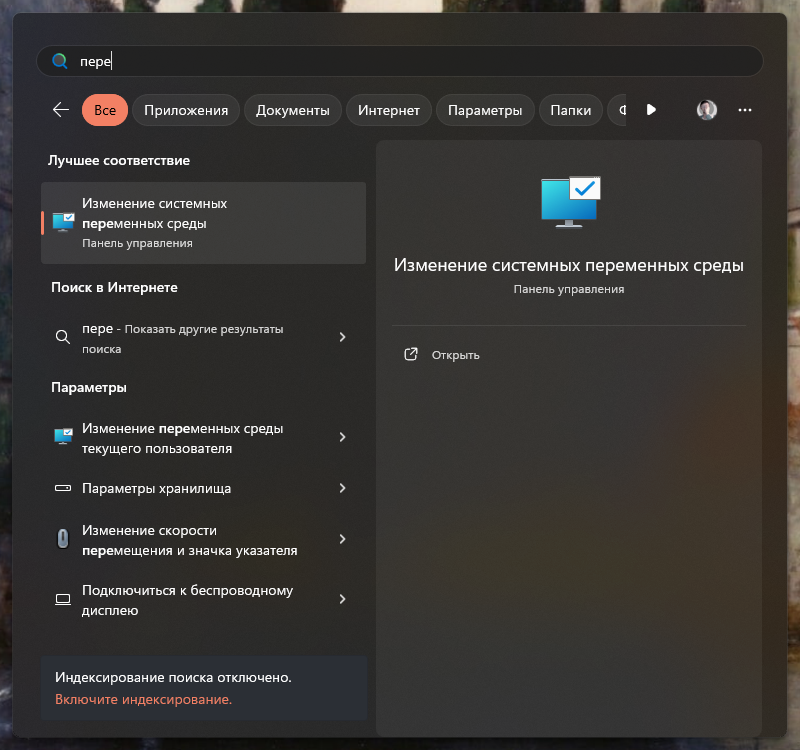 пере
Все
Приложения
Документы
Интернет
Параметры
Папки
Лучшее соответствие
Изменение системных
переменных среды
Панель управления
Поиск в Интернете
пере - Показать другие результаты
поиска
Параметры
Изменение переменных среды
текущего пользователя
Параметры хранилища
Изменение скорости
перемещения и значка указателя
Подключиться к беспроводному
дисплею
Индексирование поиска отключено.
Включите индексирование.
Изменение системных переменных среды
Панель управления
Открыть